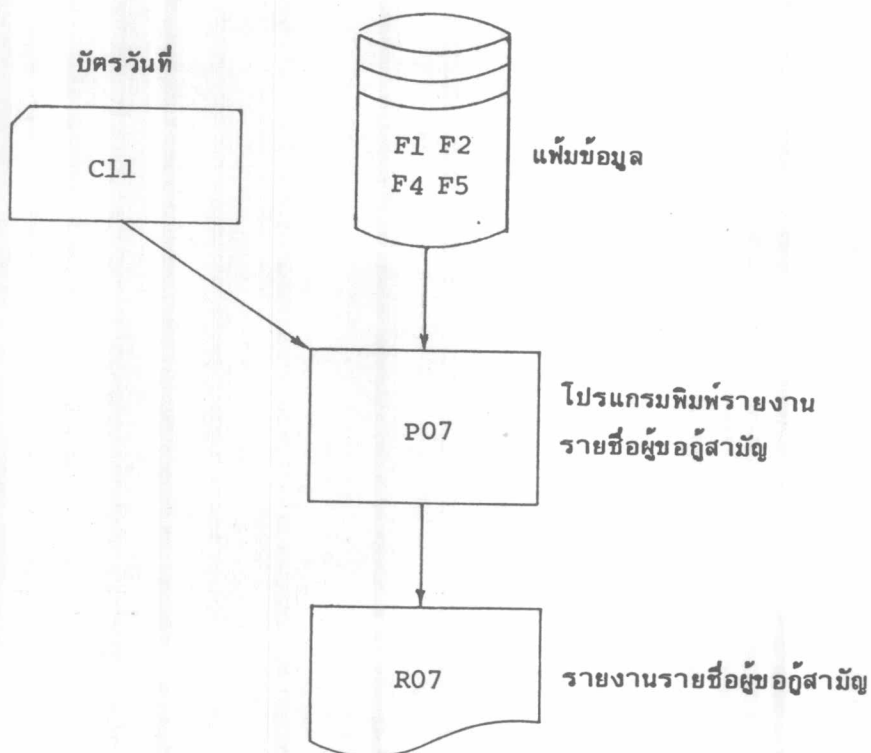 บัตรวันที่
C11
F1 F2
F4 F5
แฟ้มข้อมูล
P07
โปรแกรมพิมพ์รายงาน
รายชื่อผู้ขอกู้สามัญ
R07
รายงานรายชื่อผู้ขอกู้สามัญ